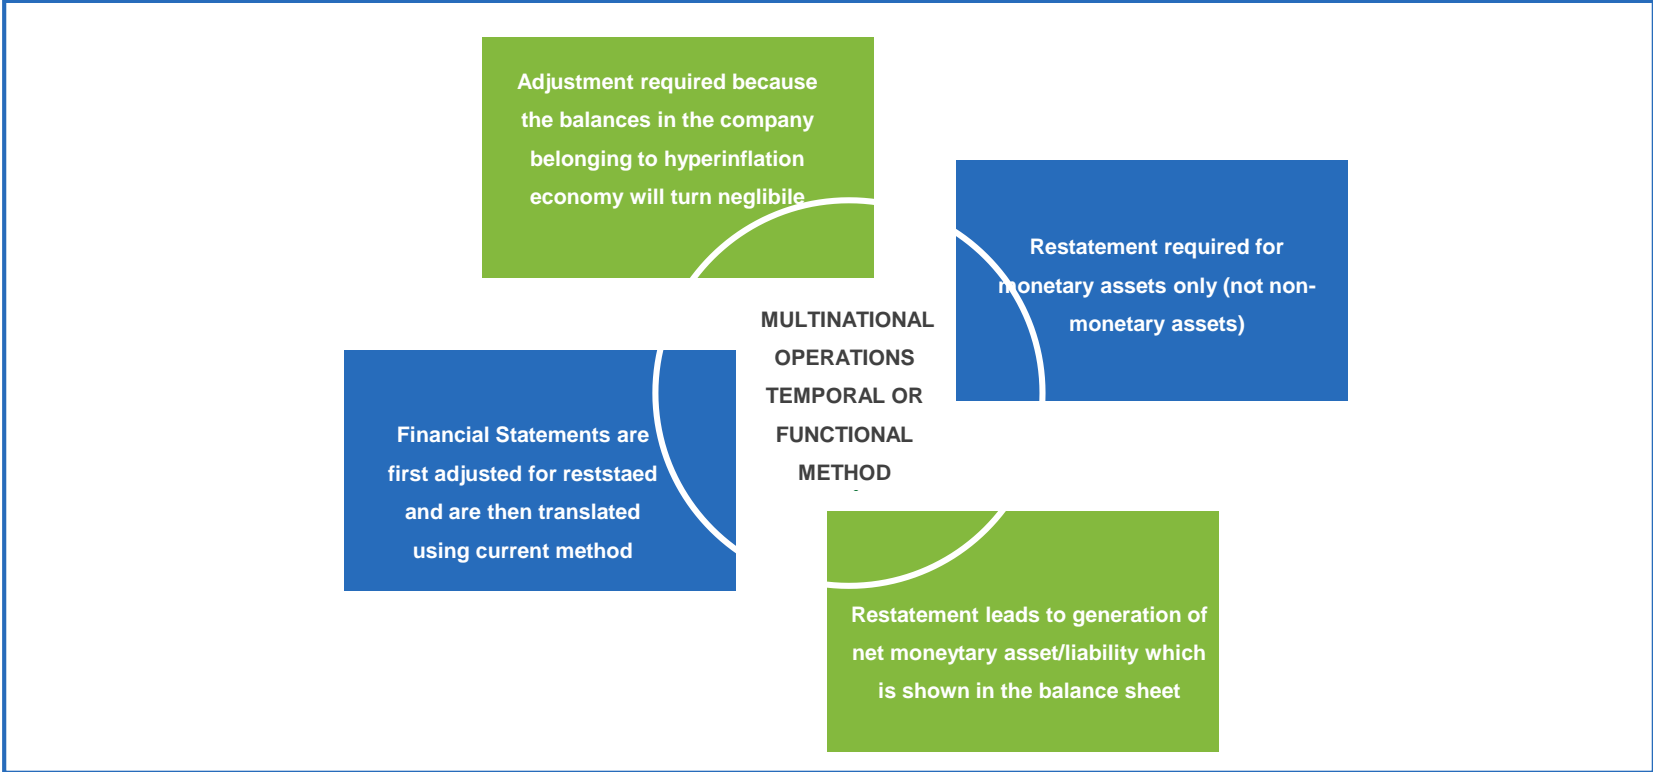 Adjustment required because
the balances in the company
belonging to hyperinflation
economy will turn neglibile
Restatement required for
monetary assets only (not non-
monetary assets)
MULTINATIONAL
OPERATIONS
TEMPORAL OR
FUNCTIONAL
METHOD
Financial Statements are
first adjusted for reststaed
and are then translated
using current method
Restatement leads to generation of
net moneytary asset/liability which
is shown in the balance sheet